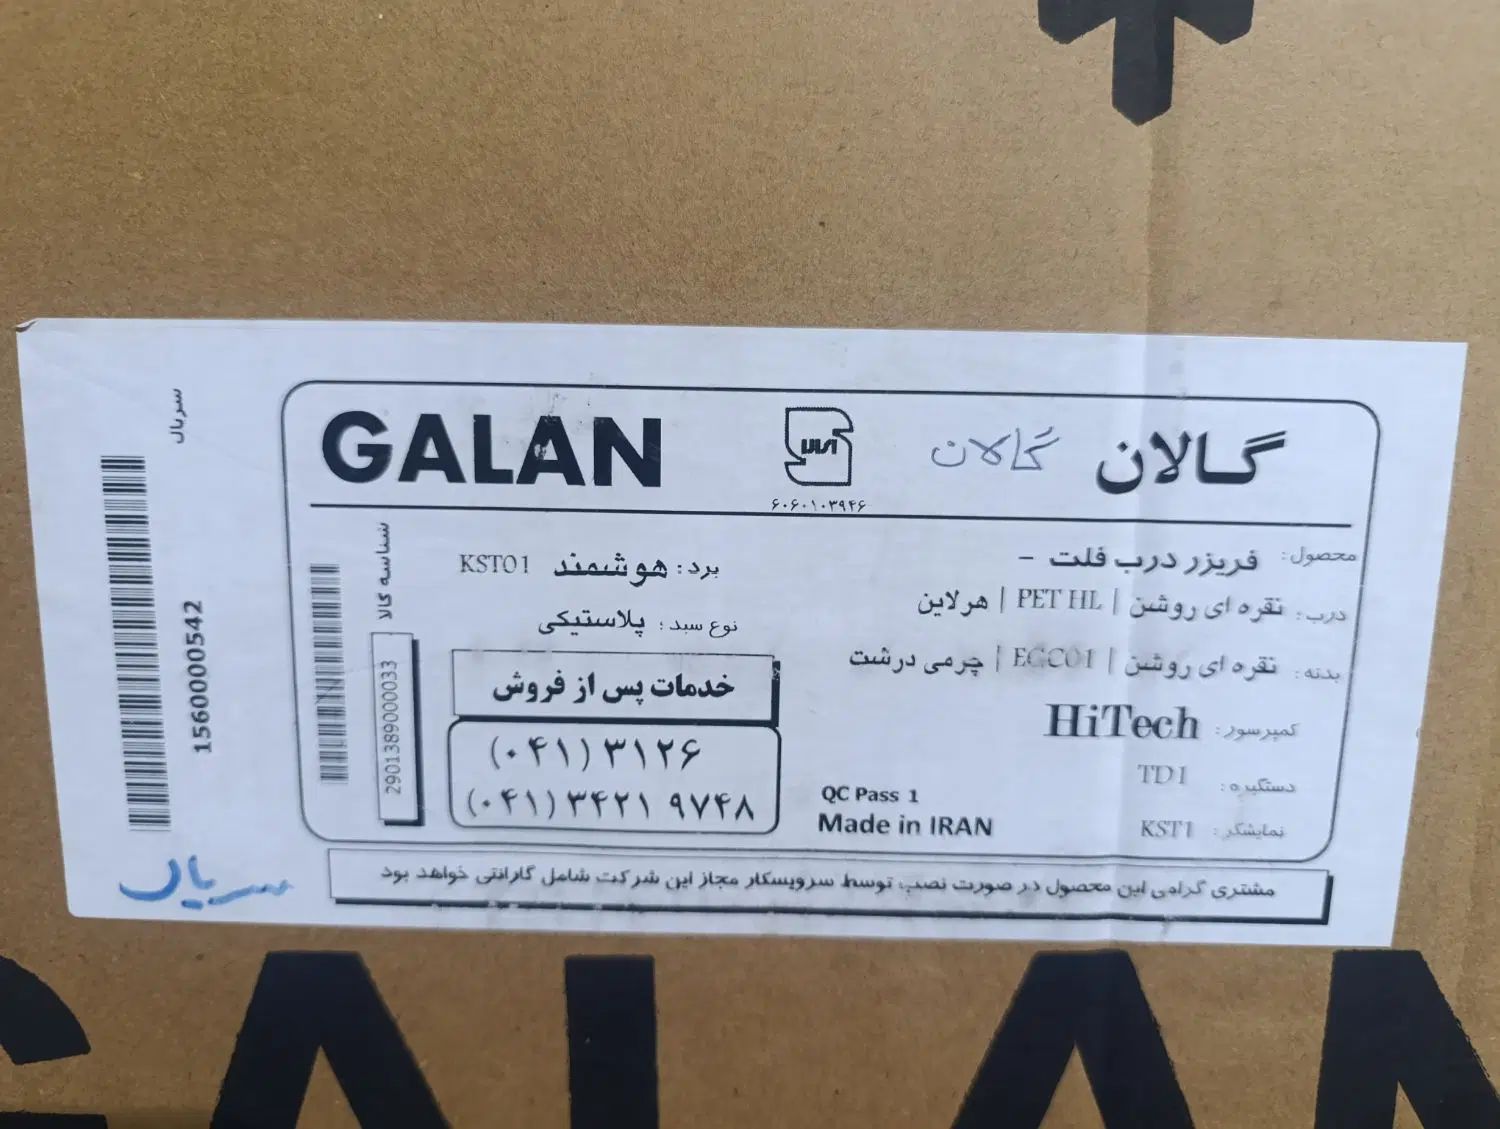 GALAN
گالان
گالان
۶۰۶۰۱۰۳۹۴۶
محصول: فریزر درب فلت -
درب: نقره ای روشن | PET HL | هرلاین
بدنه: نقره ای روشن | EGC01 | چرمی درشت
کمپرسور: HiTech
دستگیره: TD1
نمایشگر: KST1
برد: هوشمند KST01
نوع سبد: پلاستیکی
خدمات پس از فروش
(۰۴۱) ۳۱۲۶
(۰۴۱) ۳۴۲۱ ۹۷۴۸
QC Pass 1
Made in IRAN
شناسه کالا
2901389000033
سریال
1560000542
سریال
مشتری گرامی این محصول در صورت نصب توسط سرویسکار مجاز این شرکت شامل گارانتی خواهد بود
GALAN